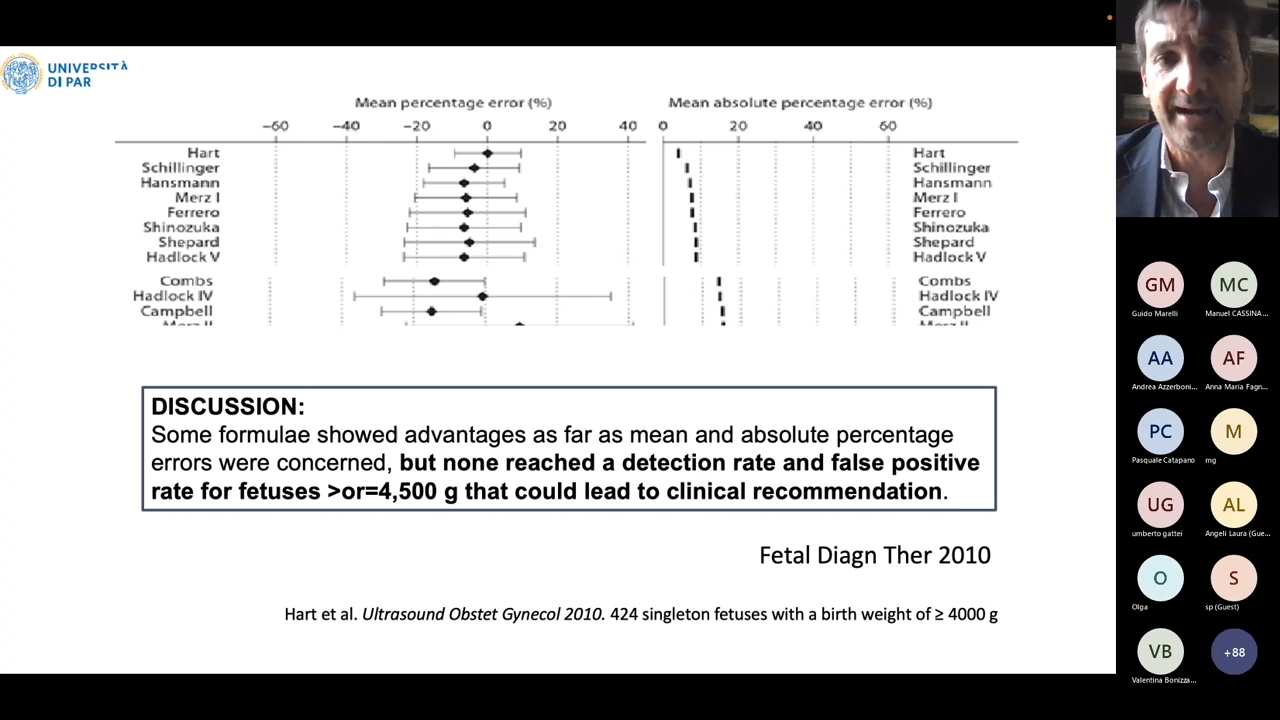 UNIVERSITÀ
DI PAR
Mean percentage error (%)
Mean absolute percentage error (%)
−60 −40 −20 0 20 40 0 20 40 60
Hart Hart
Schillinger Schillinger
Hansmann Hansmann
Merz I Merz I
Ferrero Ferrero
Shinozuka Shinozuka
Shepard Shepard
Hadlock V Hadlock V
Combs Combs
Hadlock IV Hadlock IV
Campbell Campbell
Merz II Merz II
DISCUSSION:
Some formulae showed advantages as far as mean and absolute percentage
errors were concerned, but none reached a detection rate and false positive
rate for fetuses >or=4,500 g that could lead to clinical recommendation.
Fetal Diagn Ther 2010
Hart et al. Ultrasound Obstet Gynecol 2010. 424 singleton fetuses with a birth weight of ≥ 4000 g
GM MC
Guido Marelli Manuel CASSINA...
AA AF
Andrea Azzerboni... Anna Maria Fagn...
PC M
Pasquale Catapano mg
UG AL
umberto gattei Angeli Laura (Gue...
O S
Olga sp (Guest)
VB +88
Valentina Bonizza...